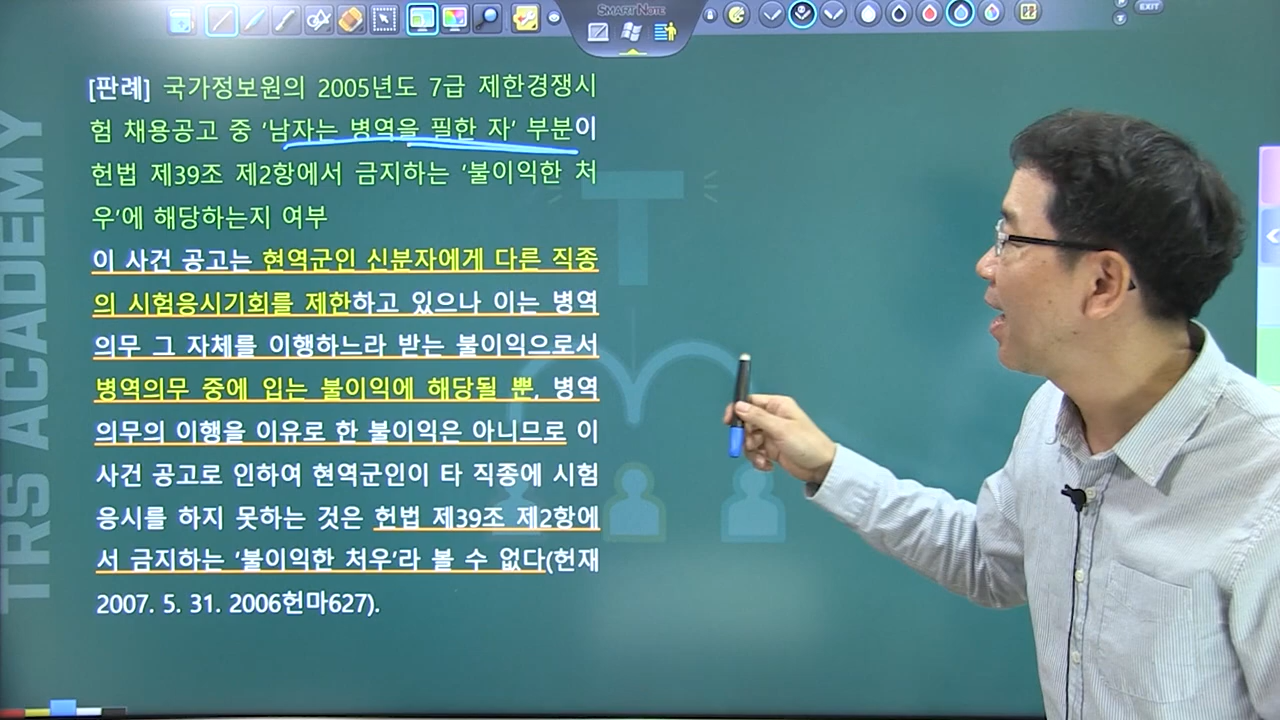 SMART NOTE
EXIT
[판례] 국가정보원의 2005년도 7급 제한경쟁시
험 채용공고 중 '남자는 병역을 필한 자' 부분이
헌법 제39조 제2항에서 금지하는 '불이익한 처
우'에 해당하는지 여부
이 사건 공고는 현역군인 신분자에게 다른 직종
의 시험응시기회를 제한하고 있으나 이는 병역
의무 그 자체를 이행하느라 받는 불이익으로서
병역의무 중에 입는 불이익에 해당될 뿐, 병역
의무의 이행을 이유로 한 불이익은 아니므로 이
사건 공고로 인하여 현역군인이 타 직종에 시험
응시를 하지 못하는 것은 헌법 제39조 제2항에
서 금지하는 '불이익한 처우'라 볼 수 없다(헌재
2007. 5. 31. 2006헌마627).
TRS ACADEMY